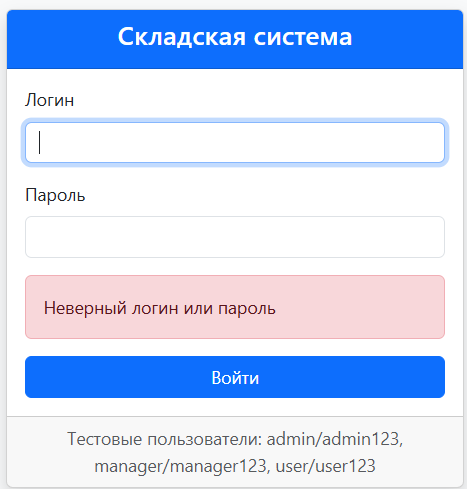 Складская система
Логин
Пароль
Неверный логин или пароль
Войти
Тестовые пользователи: admin/admin123,
manager/manager123, user/user123